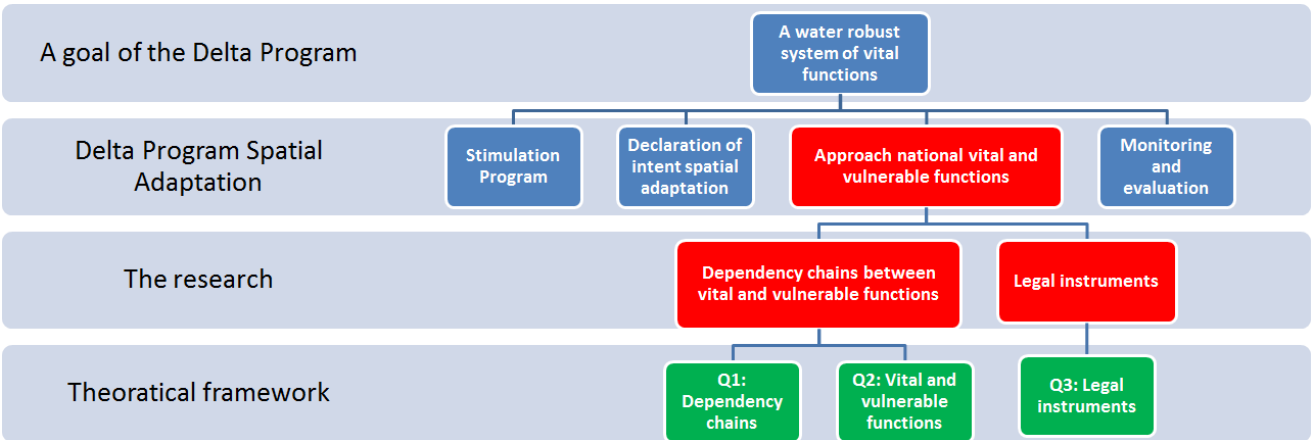 A goal of the Delta Program
A water robust
system of vital
functions
Delta Program Spatial
Adaptation
Stimulation
Program
Declaration of
intent spatial
adaptation
Approach national vital and
vulnerable functions
Monitoring
and
evaluation
The research
Dependency chains between
vital and vulnerable functions
Legal instruments
Theoratical framework
Q1:
Dependency
chains
Q2: Vital and
vulnerable
functions
Q3: Legal
instruments